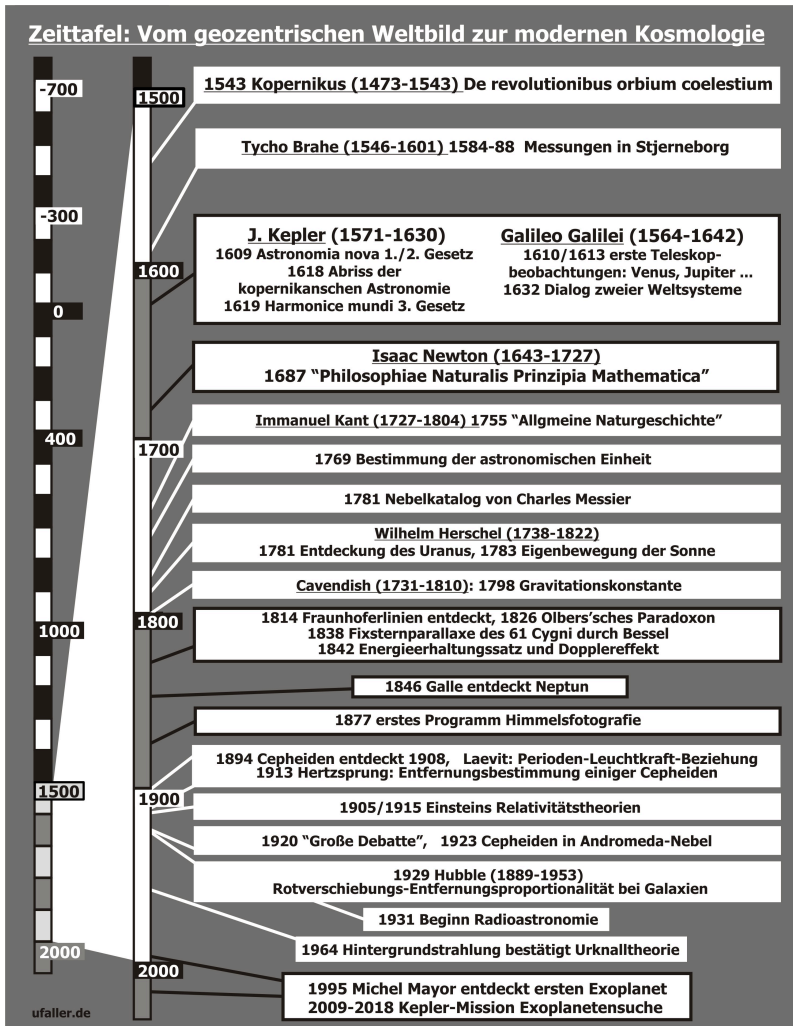 Zeittafel: Vom geozentrischen Weltbild zur modernen Kosmologie
-700
-300
0
400
1000
1500
2000
1500
1600
1700
1800
1900
2000
1543 Kopernikus (1473-1543) De revolutionibus orbium coelestium
Tycho Brahe (1546-1601) 1584-88 Messungen in Stjerneborg
J. Kepler (1571-1630)
1609 Astronomia nova 1./2. Gesetz
1618 Abriss der
kopernikanschen Astronomie
1619 Harmonice mundi 3. Gesetz
Galileo Galilei (1564-1642)
1610/1613 erste Teleskop-
beobachtungen: Venus, Jupiter ...
1632 Dialog zweier Weltsysteme
Isaac Newton (1643-1727)
1687 “Philosophiae Naturalis Prinzipia Mathematica”
Immanuel Kant (1727-1804) 1755 “Allgmeine Naturgeschichte”
1769 Bestimmung der astronomischen Einheit
1781 Nebelkatalog von Charles Messier
Wilhelm Herschel (1738-1822)
1781 Entdeckung des Uranus, 1783 Eigenbewegung der Sonne
Cavendish (1731-1810): 1798 Gravitationskonstante
1814 Fraunhoferlinien entdeckt, 1826 Olbers’sches Paradoxon
1838 Fixsternparallaxe des 61 Cygni durch Bessel
1842 Energieerhaltungssatz und Dopplereffekt
1846 Galle entdeckt Neptun
1877 erstes Programm Himmelsfotografie
1894 Cepheiden entdeckt 1908, Laevit: Perioden-Leuchtkraft-Beziehung
1913 Hertzsprung: Entfernungsbestimmung einiger Cepheiden
1905/1915 Einsteins Relativitätstheorien
1920 “Große Debatte”, 1923 Cepheiden in Andromeda-Nebel
1929 Hubble (1889-1953)
Rotverschiebungs-Entfernungsproportionalität bei Galaxien
1931 Beginn Radioastronomie
1964 Hintergrundstrahlung bestätigt Urknalltheorie
1995 Michel Mayor entdeckt ersten Exoplanet
2009-2018 Kepler-Mission Exoplanetensuche
ufaller.de